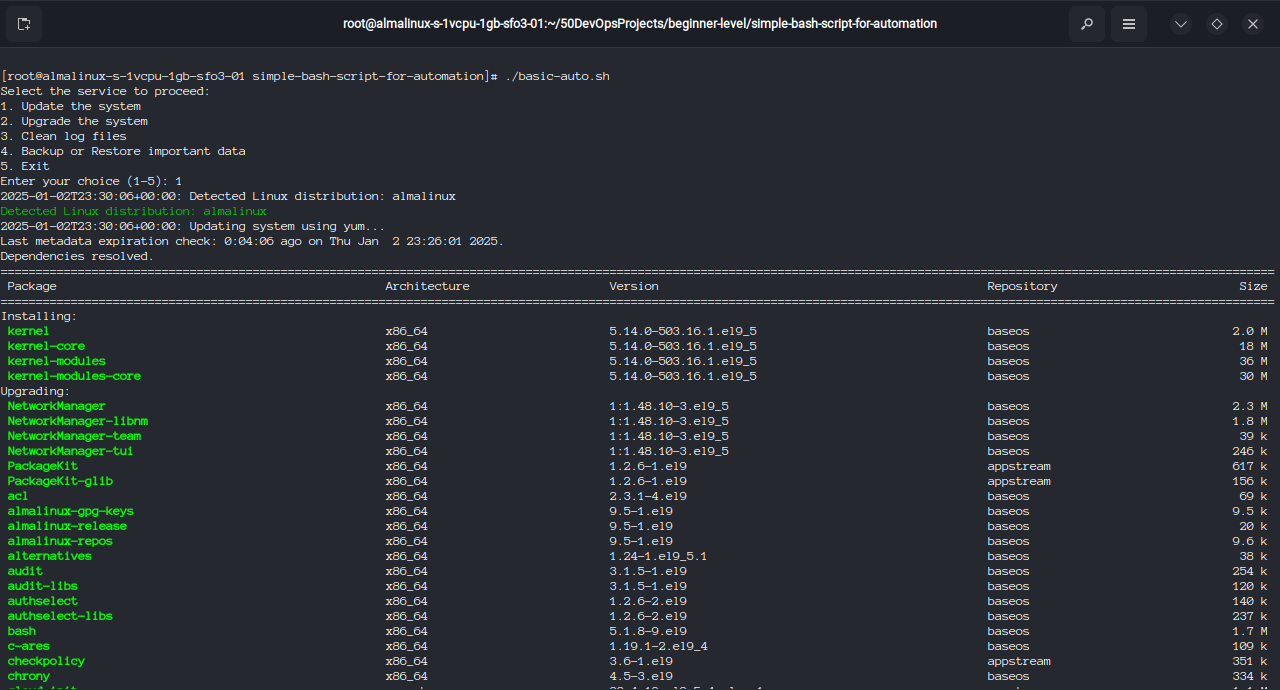 root@almalinux-s-1vcpu-1gb-sfo3-01:~/50DevOpsProjects/beginner-level/simple-bash-script-for-automation
[root@almalinux-s-1vcpu-1gb-sfo3-01 simple-bash-script-for-automation]# ./basic-auto.sh
Select the service to proceed:
1. Update the system
2. Upgrade the system
3. Clean log files
4. Backup or Restore important data
5. Exit
Enter your choice (1-5): 1
2025-01-02T23:30:06+00:00: Detected Linux distribution: almalinux
Detected Linux distribution: almalinux
2025-01-02T23:30:06+00:00: Updating system using yum...
Last metadata expiration check: 0:04:06 ago on Thu Jan  2 23:26:01 2025.
Dependencies resolved.
Package Architecture Version Repository Size
Installing:
kernel x86_64 5.14.0-503.16.1.el9_5 baseos 2.0 M
kernel-core x86_64 5.14.0-503.16.1.el9_5 baseos 18 M
kernel-modules x86_64 5.14.0-503.16.1.el9_5 baseos 36 M
kernel-modules-core x86_64 5.14.0-503.16.1.el9_5 baseos 30 M
Upgrading:
NetworkManager x86_64 1:1.48.10-3.el9_5 baseos 2.3 M
NetworkManager-libnm x86_64 1:1.48.10-3.el9_5 baseos 1.8 M
NetworkManager-team x86_64 1:1.48.10-3.el9_5 baseos 39 k
NetworkManager-tui x86_64 1:1.48.10-3.el9_5 baseos 246 k
PackageKit x86_64 1.2.6-1.el9 appstream 617 k
PackageKit-glib x86_64 1.2.6-1.el9 appstream 156 k
acl x86_64 2.3.1-4.el9 baseos 69 k
almalinux-gpg-keys x86_64 9.5-1.el9 baseos 9.5 k
almalinux-release x86_64 9.5-1.el9 baseos 20 k
almalinux-repos x86_64 9.5-1.el9 baseos 9.6 k
alternatives x86_64 1.24-1.el9_5.1 baseos 38 k
audit x86_64 3.1.5-1.el9 baseos 254 k
audit-libs x86_64 3.1.5-1.el9 baseos 120 k
authselect x86_64 1.2.6-2.el9 baseos 140 k
authselect-libs x86_64 1.2.6-2.el9 baseos 237 k
bash x86_64 5.1.8-9.el9 baseos 1.7 M
c-ares x86_64 1.19.1-2.el9_4 baseos 109 k
checkpolicy x86_64 3.6-1.el9 appstream 351 k
chrony x86_64 4.5-3.el9 baseos 334 k